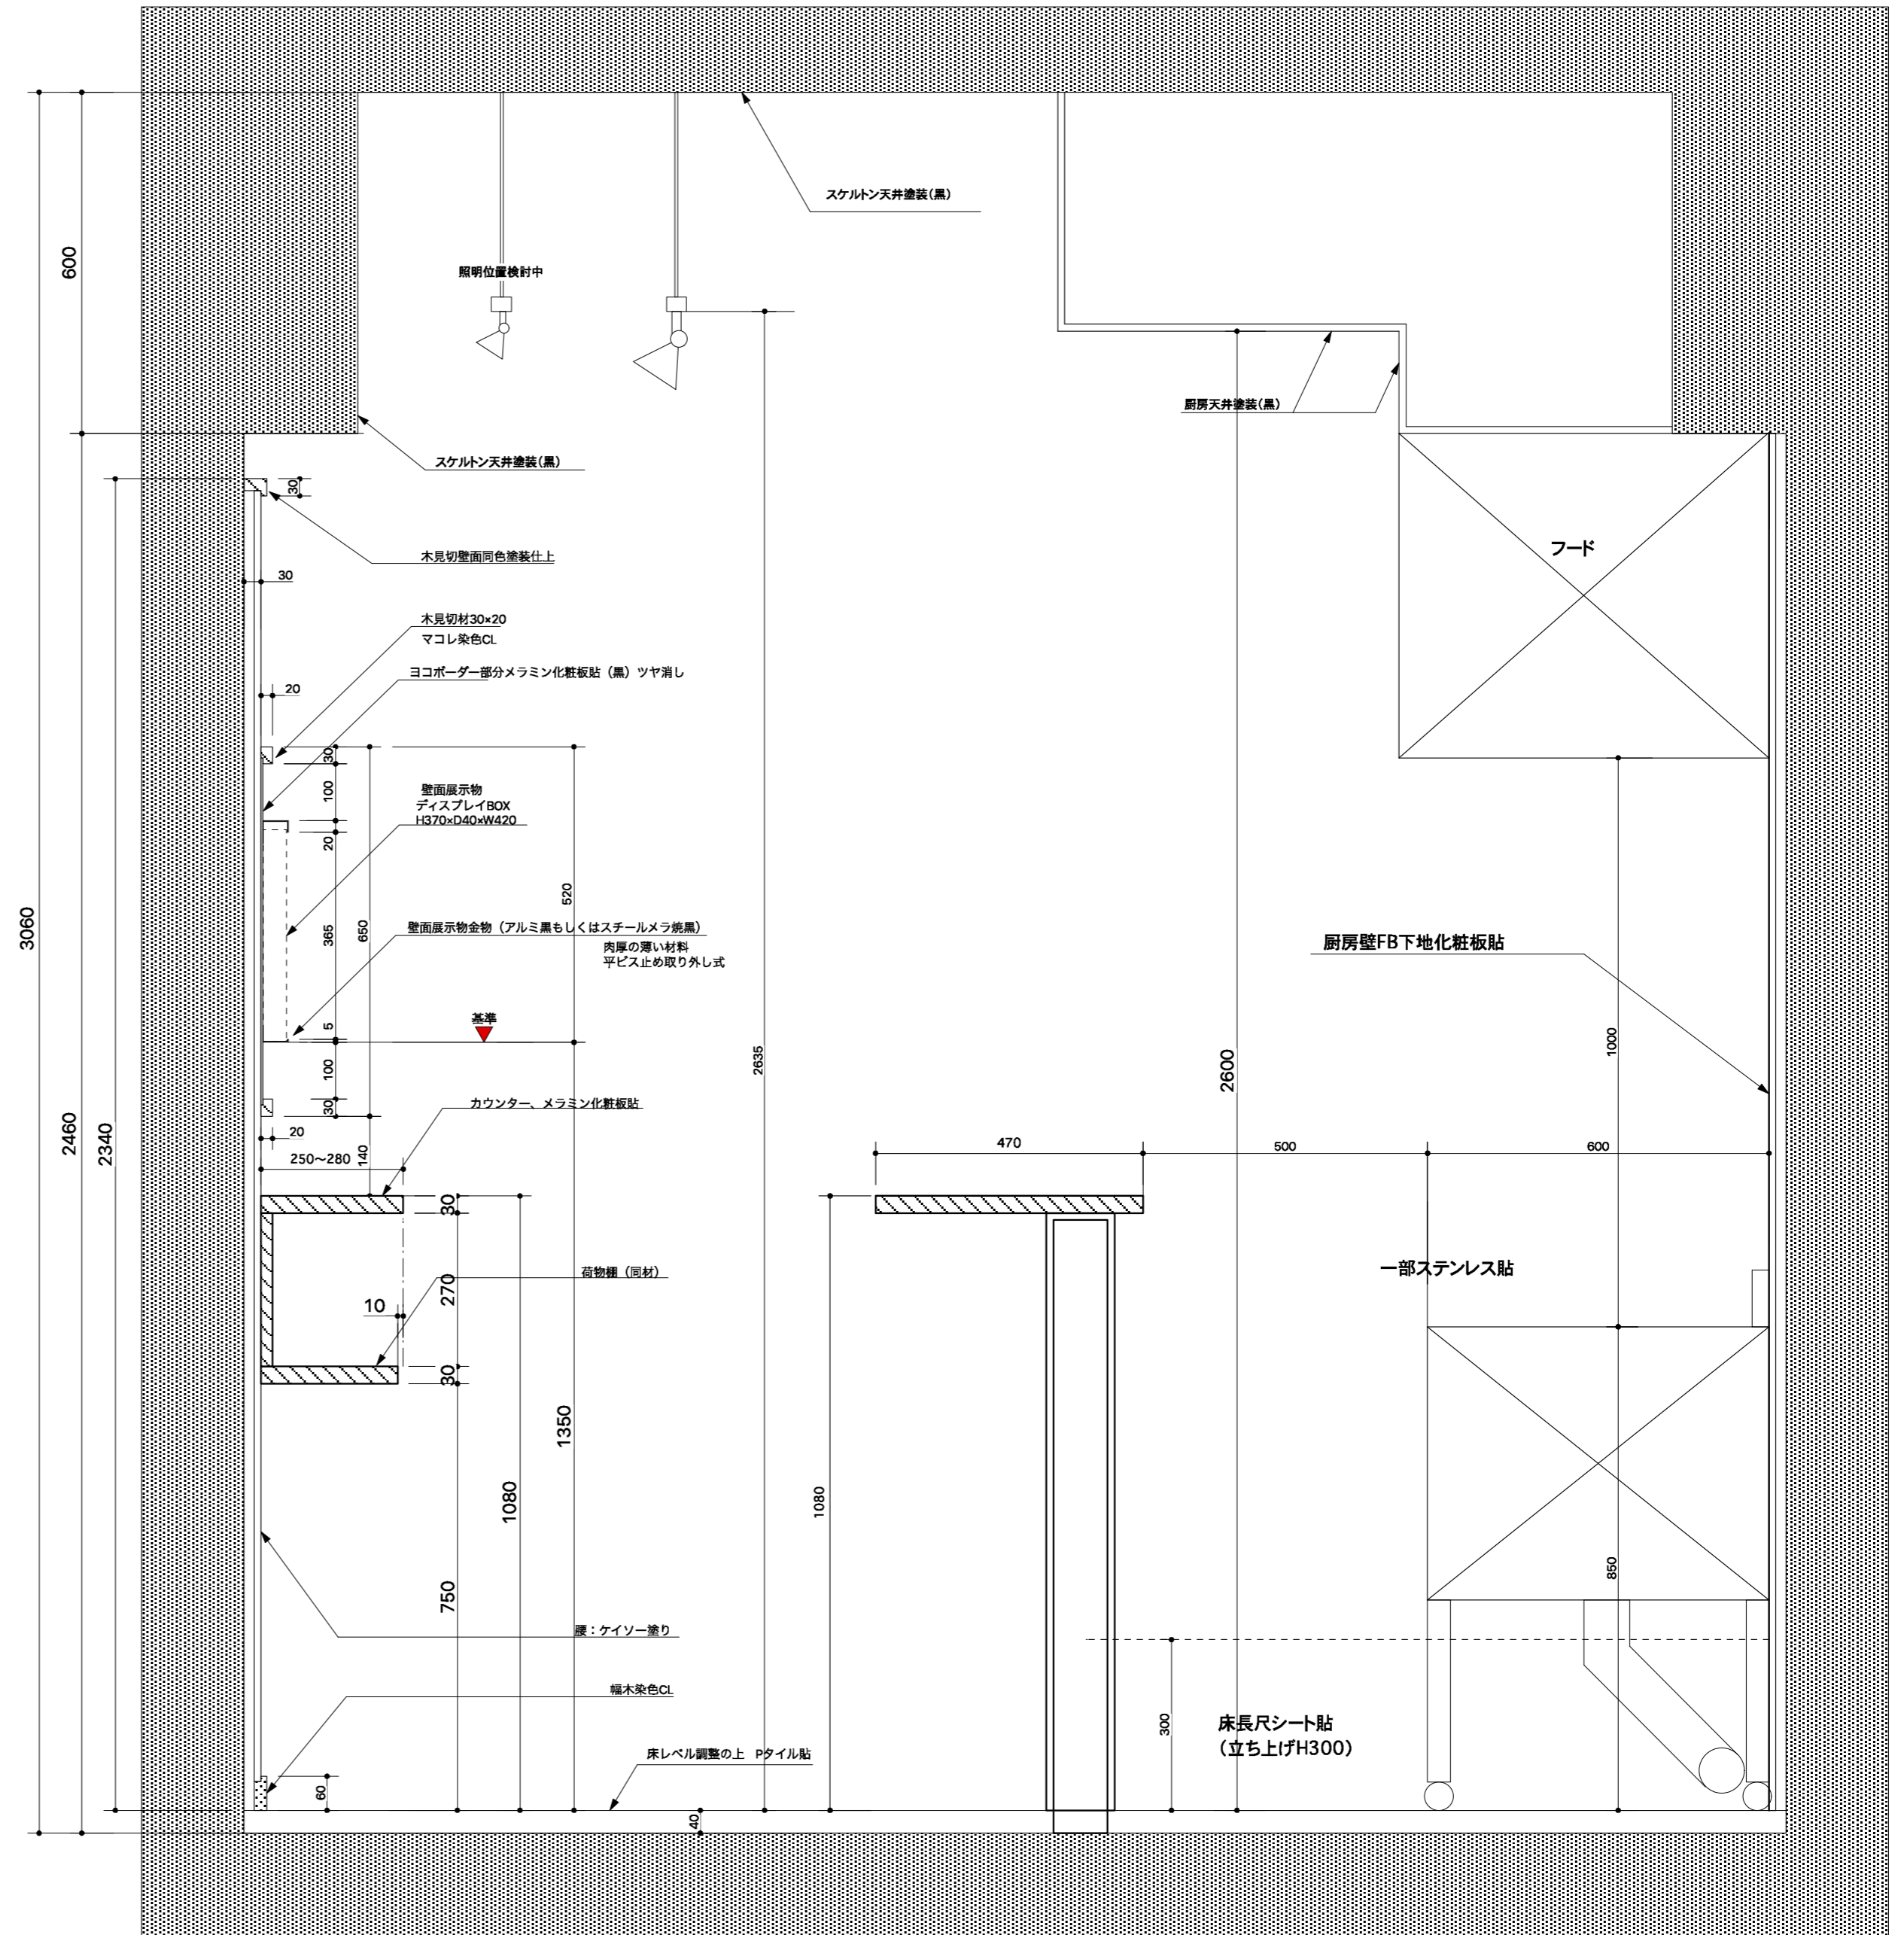 スケルトン天井塗装(黒)
600
照明位置検討中
厨房天井塗装(黒)
スケルトン天井塗装(黒)
30
木見切壁面同色塗装仕上
フード
30
木見切材30×20
マコレ染色CL
ヨコボーダー部分メラミン化粧板貼（黒）ツヤ消し
20
30
100
壁面展示物
ディスプレイBOX
H370×D40×W420
20
520
365
650
3060
壁面展示物金物（アルミ黒もしくはスチールメラ焼黒）
肉厚の薄い材料
平ビス止め取り外し式
厨房壁FB下地化粧板貼
基準
5
1000
2635
2600
100
30
カウンター、メラミン化粧板貼
2460
2340
20
140
250〜280
470
500
600
30
一部ステンレス貼
荷物棚（同材）
270
10
30
1350
1080
1080
850
750
腰：ケイソー塗り
幅木染色CL
300
床長尺シート貼
（立ち上げH300）
床レベル調整の上　Pタイル貼
60
40